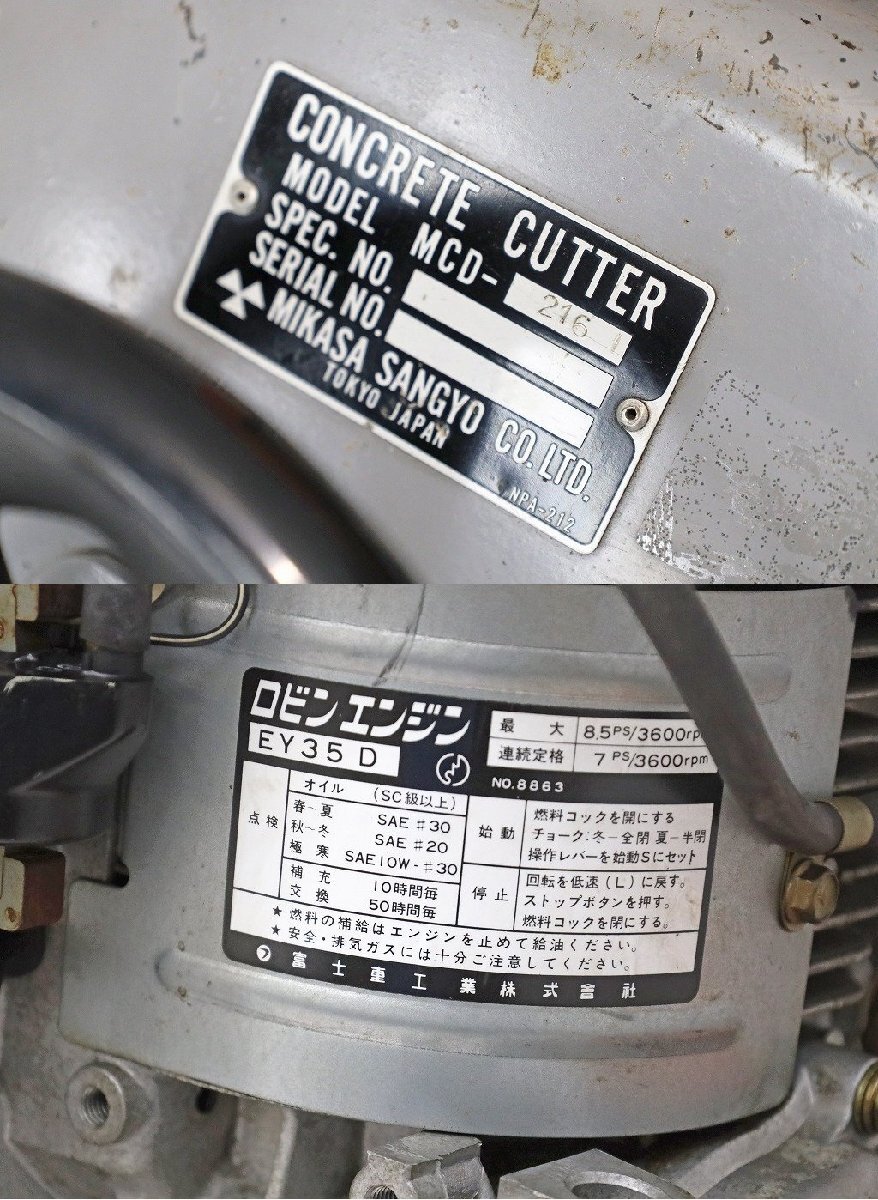 CONCRETE CUTTER
MODEL MCD-216
SPEC. NO.
SERIAL NO.
MIKASA SANGYO CO. LTD.
TOKYO JAPAN
NPA-212
ロビンエンジン
EY35D
最大 8.5PS/3600rp
連続定格 7PS/3600rpm
NO.8863
点検
オイル (SC級以上)
春~夏 SAE #30
秋~冬 SAE #20
極寒 SAE10W-#30
補充 10時間毎
交換 50時間毎
始動
燃料コックを開にする
チョーク:冬-全閉 夏-半閉
操作レバーを始動Sにセット
停止
回転を低速(L)に戻す。
ストップボタンを押す。
燃料コックを閉にする。
★燃料の補給はエンジンを止めて給油ください。
★安全・排気ガスには十分ご注意してください。
富士重工業株式會社